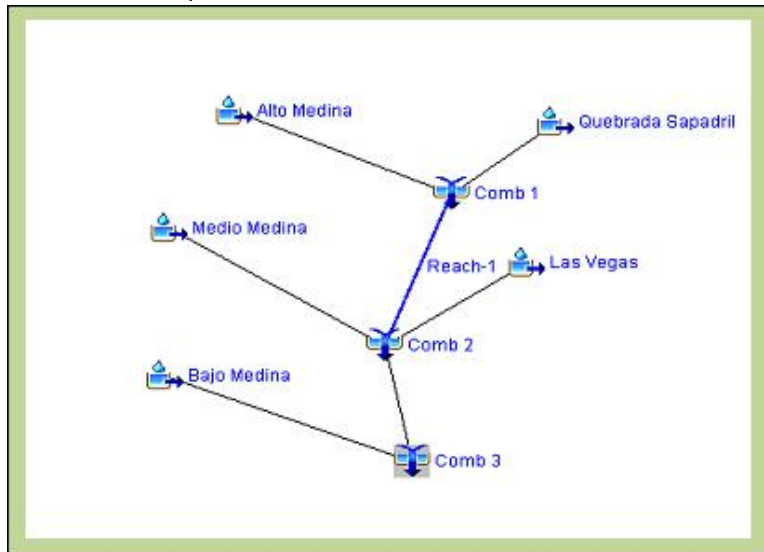 Alto Medina
Quebrada Sapadril
Comb 1
Medio Medina
Reach-1
Las Vegas
Comb 2
Bajo Medina
Comb 3